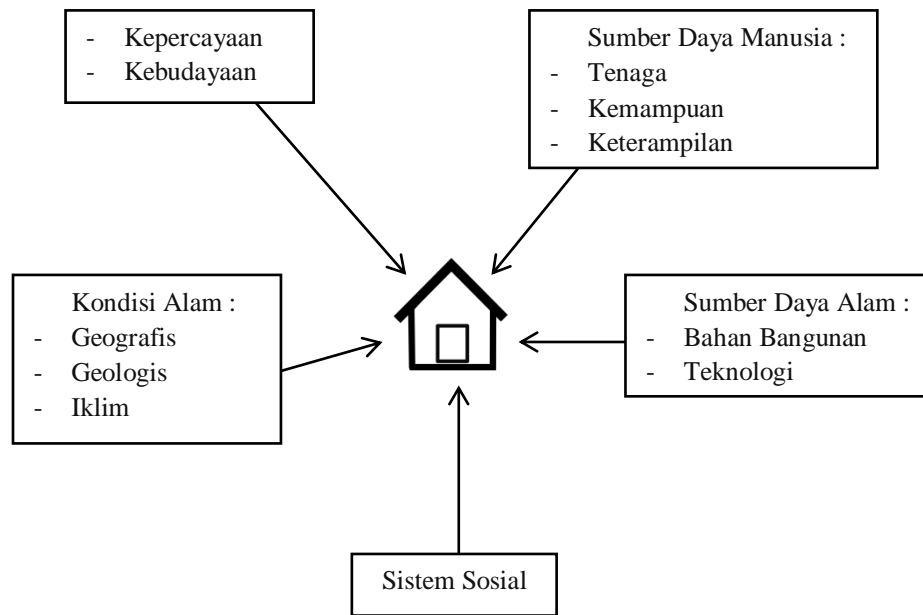 - Kepercayaan
- Kebudayaan
Sumber Daya Manusia :
- Tenaga
- Kemampuan
- Keterampilan
Kondisi Alam :
- Geografis
- Geologis
- Iklim
Sumber Daya Alam :
- Bahan Bangunan
- Teknologi
Sistem Sosial